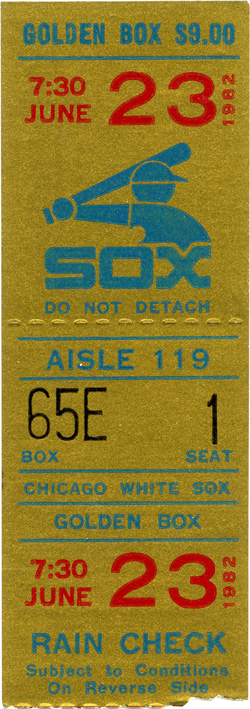 GOLDEN BOX $9.00
7:30
JUNE 23 1982
SOX
DO NOT DETACH
AISLE 119
65E 1
BOX SEAT
CHICAGO WHITE SOX
GOLDEN BOX
7:30
JUNE 23 1982
RAIN CHECK
Subject to Conditions
On Reverse Side